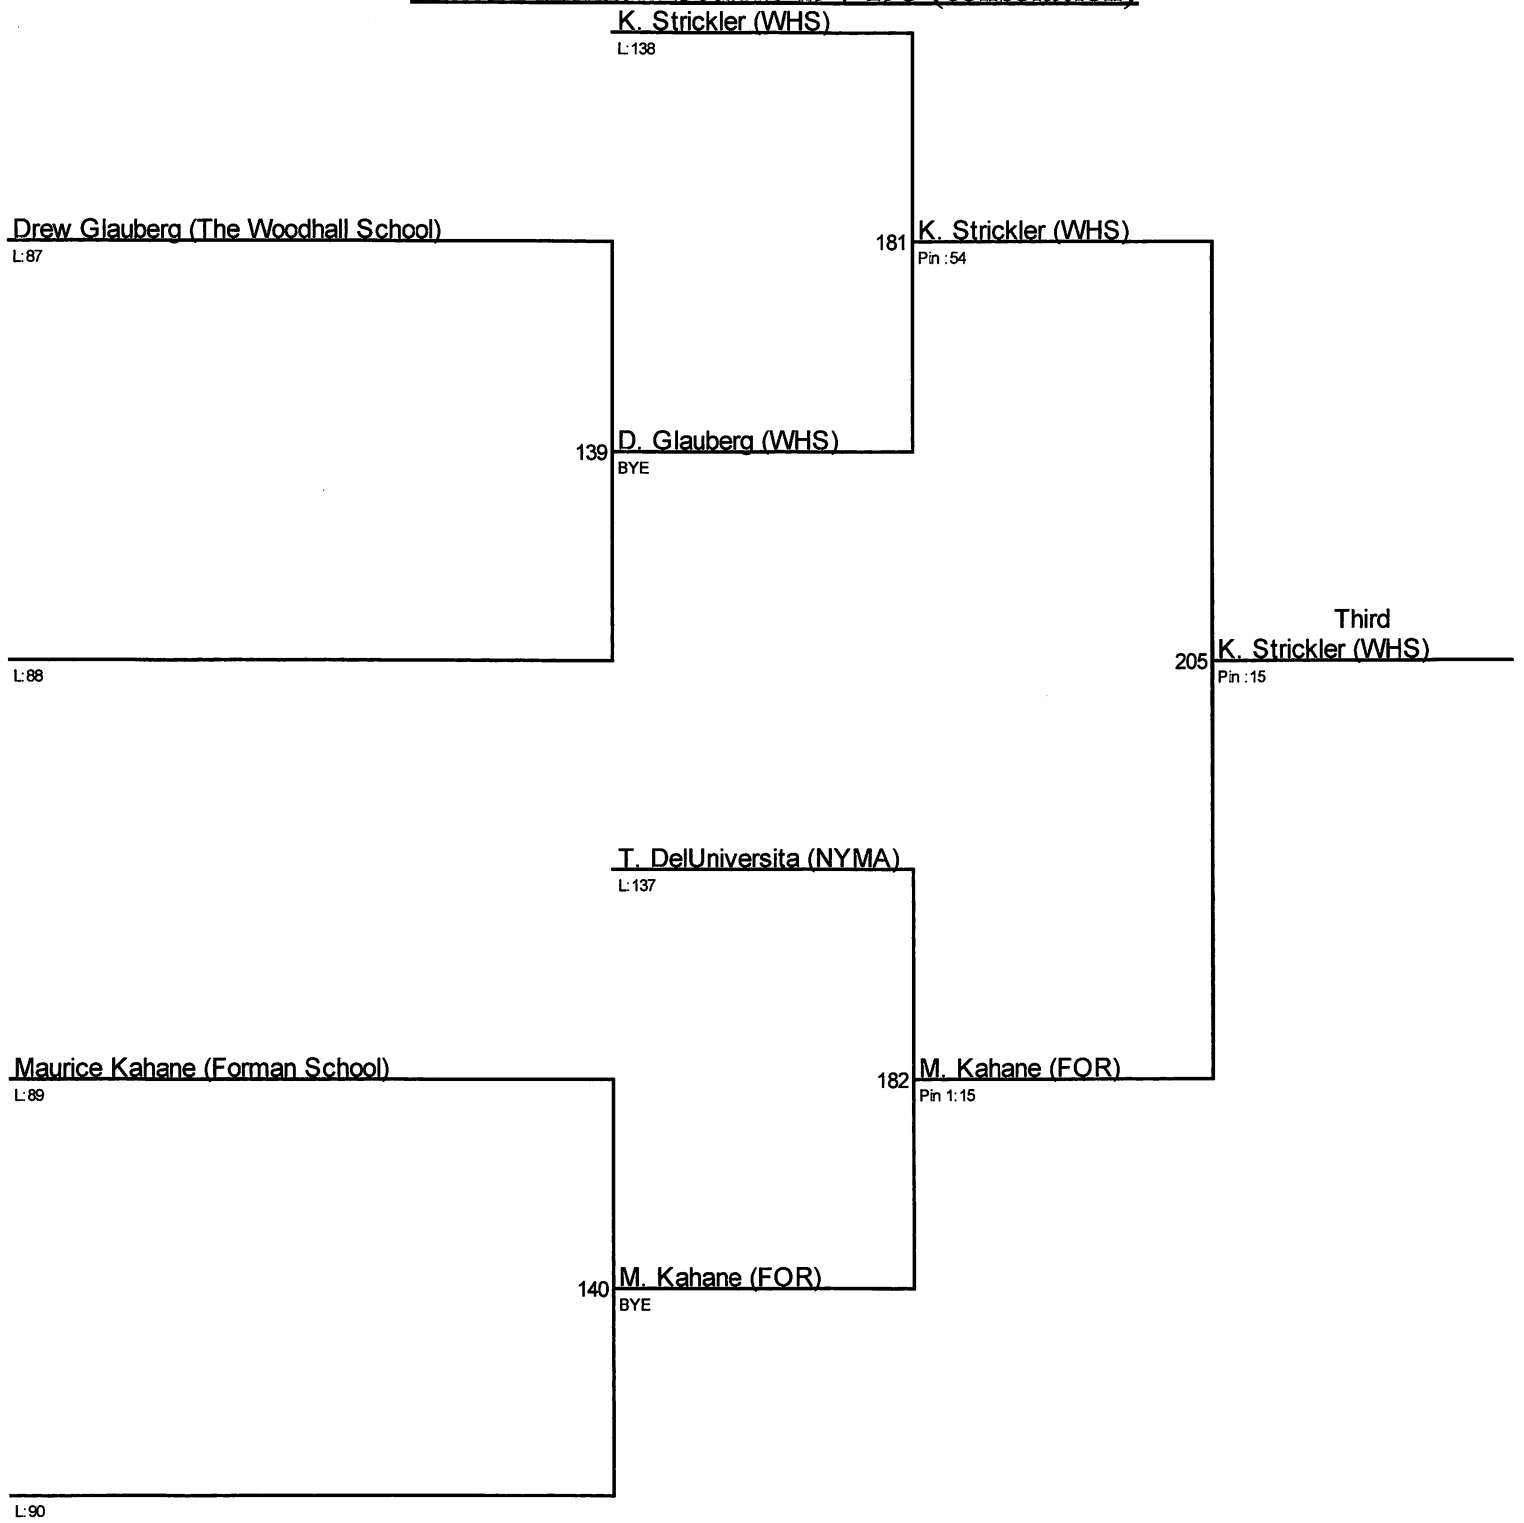 K. Strickler (WHS)
L:138
Drew Glauberg (The Woodhall School)
L:87
181
K. Strickler (WHS)
Pin :54
139
D. Glauberg (WHS)
BYE
L:88
Third
205
K. Strickler (WHS)
Pin :15
T. DelUniversita (NYMA)
L:137
Maurice Kahane (Forman School)
L:89
182
M. Kahane (FOR)
Pin 1:15
140
M. Kahane (FOR)
BYE
L:90